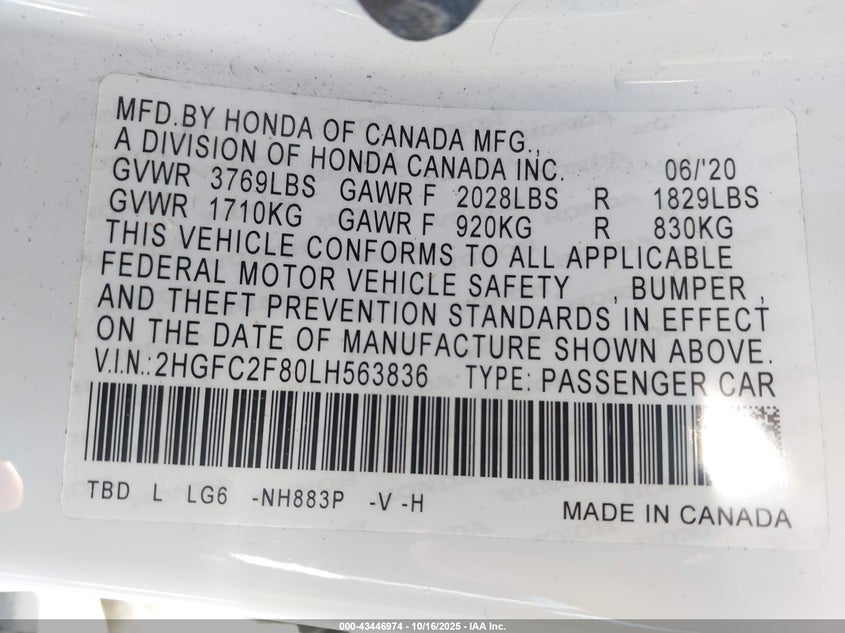 MFD.BY HONDA OF CANADA MFG.,
A DIVISION OF HONDA CANADA INC. 06/'20
GVWR 3769LBS GAWR F 2028LBS R 1829LBS
GVWR 1710KG GAWR F 920KG R 830KG
THIS VEHICLE CONFORMS TO ALL APPLICABLE
FEDERAL MOTOR VEHICLE SAFETY , BUMPER ,
AND THEFT PREVENTION STANDARDS IN EFFECT
ON THE DATE OF MANUFACTURE SHOWN ABOVE.
V.I.N.:2HGFC2F80LH563836 TYPE: PASSENGER CAR
TBD L LG6 -NH883P -V -H
MADE IN CANADA
000-43446974 - 10/16/2025 - IAA Inc.